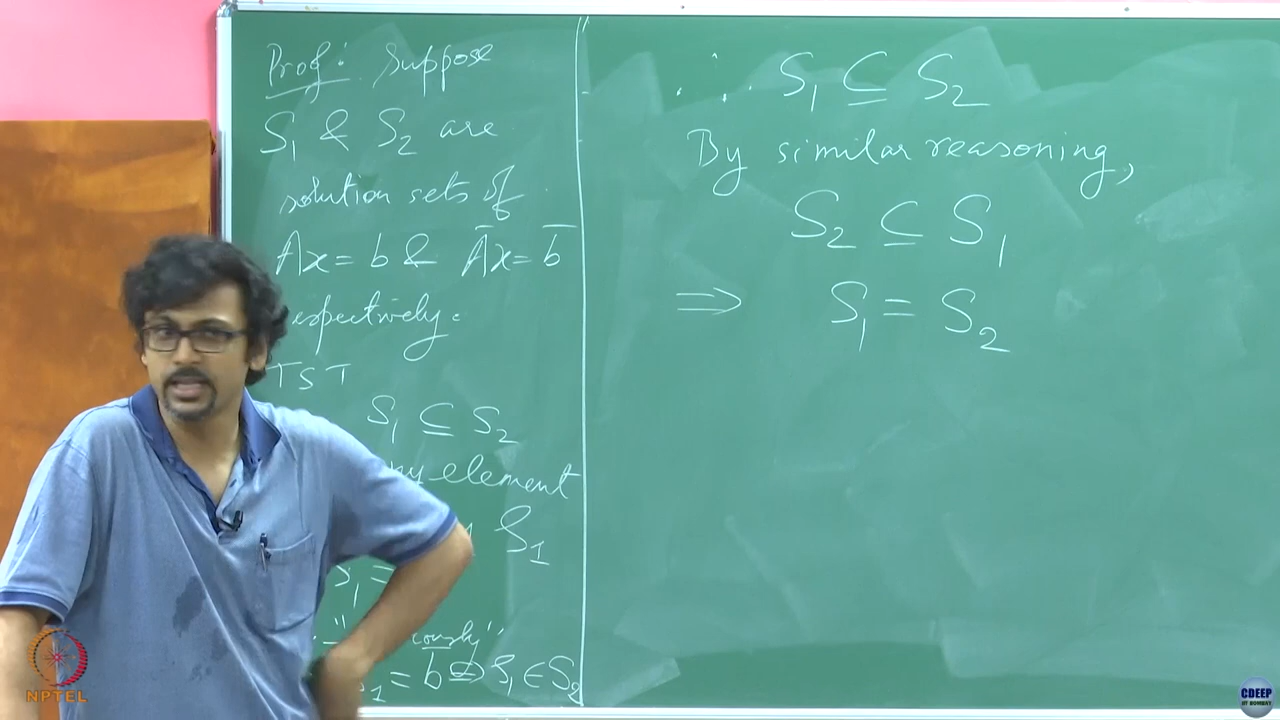 Proof: Suppose
S₁ & S₂ are
solution sets of
Ax = b & A̅x = b̅
respectively.
TST
S₁ ⊆ S₂
element
S₁
= b̅ ⇒ s₁ ∈ S₂
∴ S₁ ⊆ S₂
By similar reasoning,
S₂ ⊆ S₁
⇒ S₁ = S₂
NPTEL
CDEEP
IIT BOMBAY